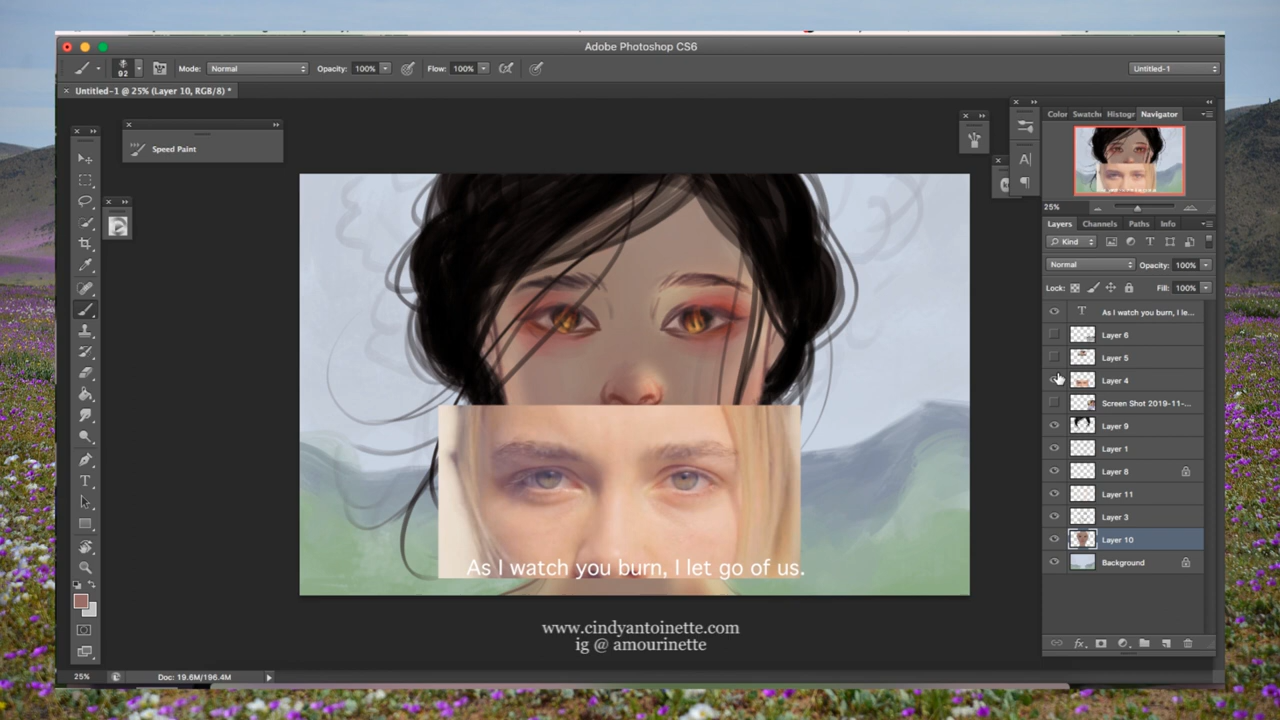 Adobe Photoshop CS6
92
Mode: Normal
Opacity: 100%
Flow: 100%
Untitled-1
Untitled-1 @ 25% (Layer 10, RGB/8) *
Speed Paint
Color Swatche Histogr Navigator
25%
Layers Channels Paths Info
Kind
Normal
Opacity: 100%
Lock:
Fill: 100%
As I watch you burn, I le...
Layer 6
Layer 5
Layer 4
Screen Shot 2019-11-...
Layer 9
Layer 1
Layer 8
Layer 11
Layer 3
Layer 10
Background
As I watch you burn, I let go of us.
www.cindyantoinette.com
ig @ amourinette
25%
Doc: 19.6M/196.4M